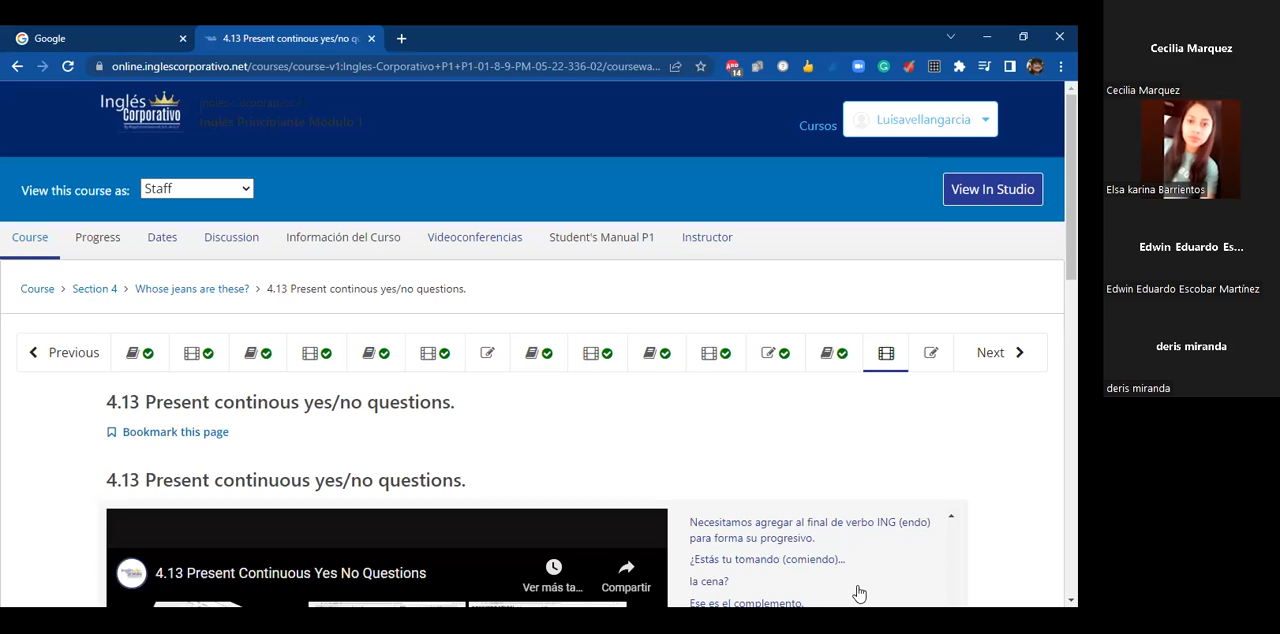 Google
4.13 Present continous yes/no qu
online.inglescorporativo.net/courses/course-v1:Ingles-Corporativo+P1+P1-01-8-9-PM-05-22-336-02/coursewa...
14
Inglés
Corporativo
Inglés Principiante Módulo 1
Cursos
Luisavellangarcia
View this course as:
Staff
View In Studio
Course
Progress
Dates
Discussion
Información del Curso
Videoconferencias
Student's Manual P1
Instructor
Course > Section 4 > Whose jeans are these? > 4.13 Present continous yes/no questions.
Previous
Next
4.13 Present continous yes/no questions.
Bookmark this page
4.13 Present continuous yes/no questions.
4.13 Present Continuous Yes No Questions
Ver más ta...
Compartir
Necesitamos agregar al final de verbo ING (endo)
para forma su progresivo.
¿Estás tu tomando (comiendo)...
la cena?
Ese es el complemento.
Cecilia Marquez
Cecilia Marquez
Elsa karina Barrientos
Edwin Eduardo Es...
Edwin Eduardo Escobar Martínez
deris miranda
deris miranda